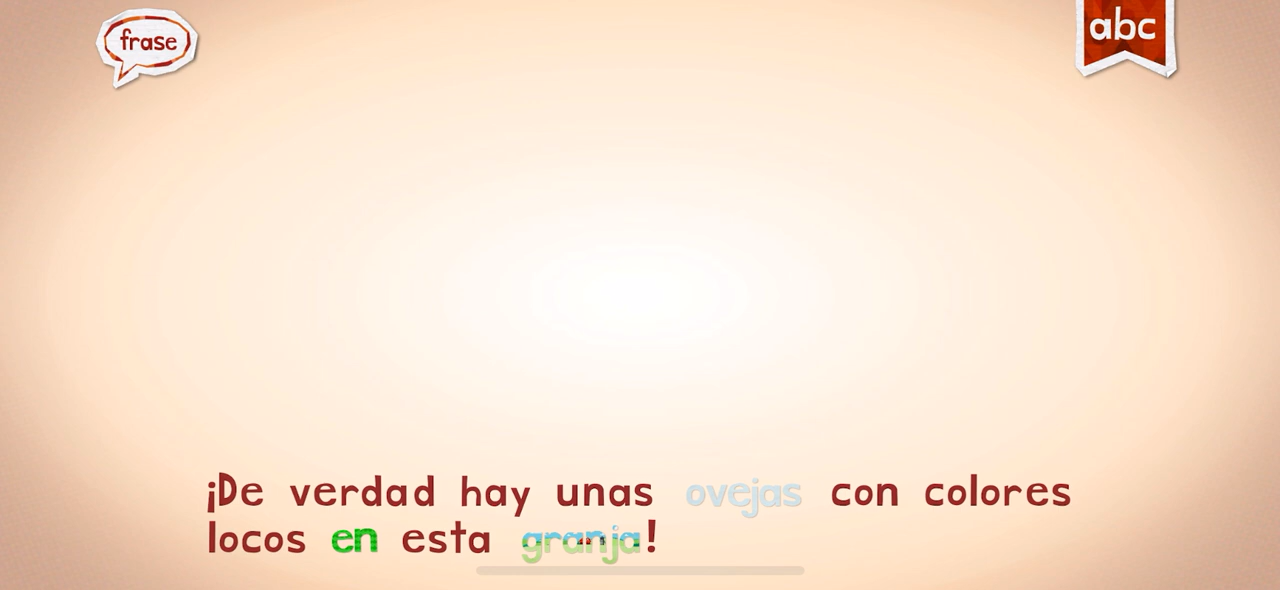 frase
abc
¡De verdad hay unas ovejas con colores
locos en esta granja!